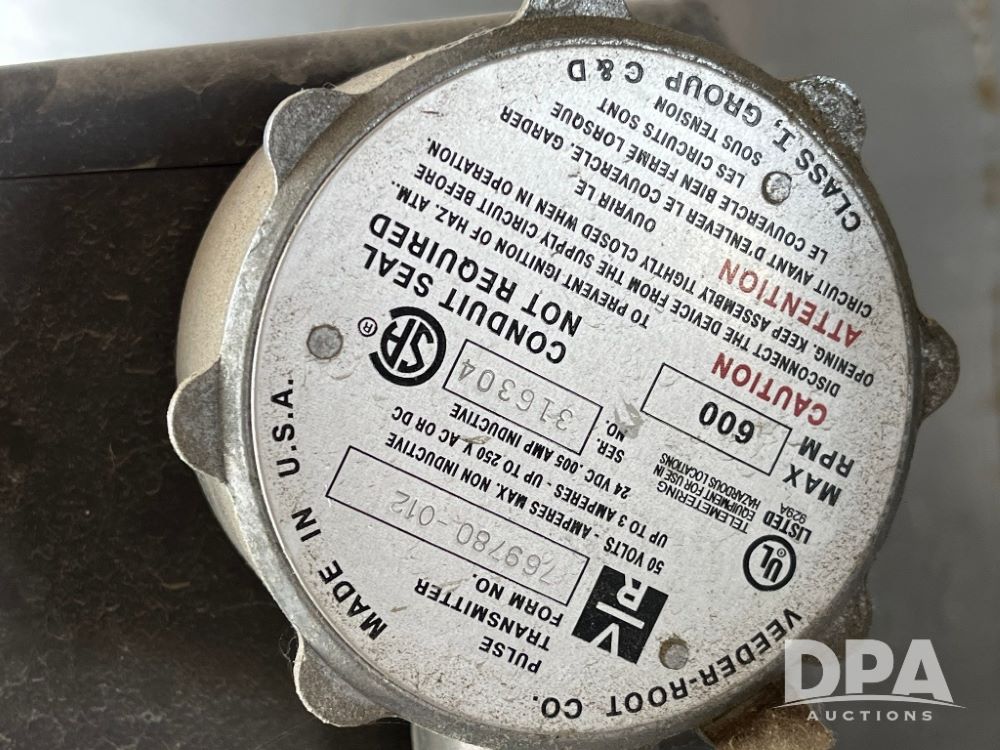 VEEDER-ROOT CO.
V/R
PULSE
TRANSMITTER
FORM NO.
769780-012
50 VOLTS - AMPERES MAX. NON INDUCTIVE
UP TO 3 AMPERES - UP TO 250 V AC OR DC
24 VDC .005 AMP INDUCTIVE
UL
LISTED
929A
TELEMETERING
EQUIPMENT FOR USE IN
HAZARDOUS LOCATIONS
MAX
RPM
600
SER.
NO.
316304
SA ®
CONDUIT SEAL
NOT REQUIRED
CAUTION
TO PREVENT IGNITION OF HAZ. ATM.
DISCONNECT THE DEVICE FROM THE SUPPLY CIRCUIT BEFORE
OPENING. KEEP ASSEMBLY TIGHTLY CLOSED WHEN IN OPERATION.
ATTENTION
OUVRIR LE
CIRCUIT AVANT D'ENLEVER LE COUVERCLE. GARDER
LE COUVERCLE BIEN FERMÉ LORSQUE
LES CIRCUITS SONT
SOUS TENSION
MADE IN U.S.A.
CLASS I, GROUP C & D
DPA
AUCTIONS